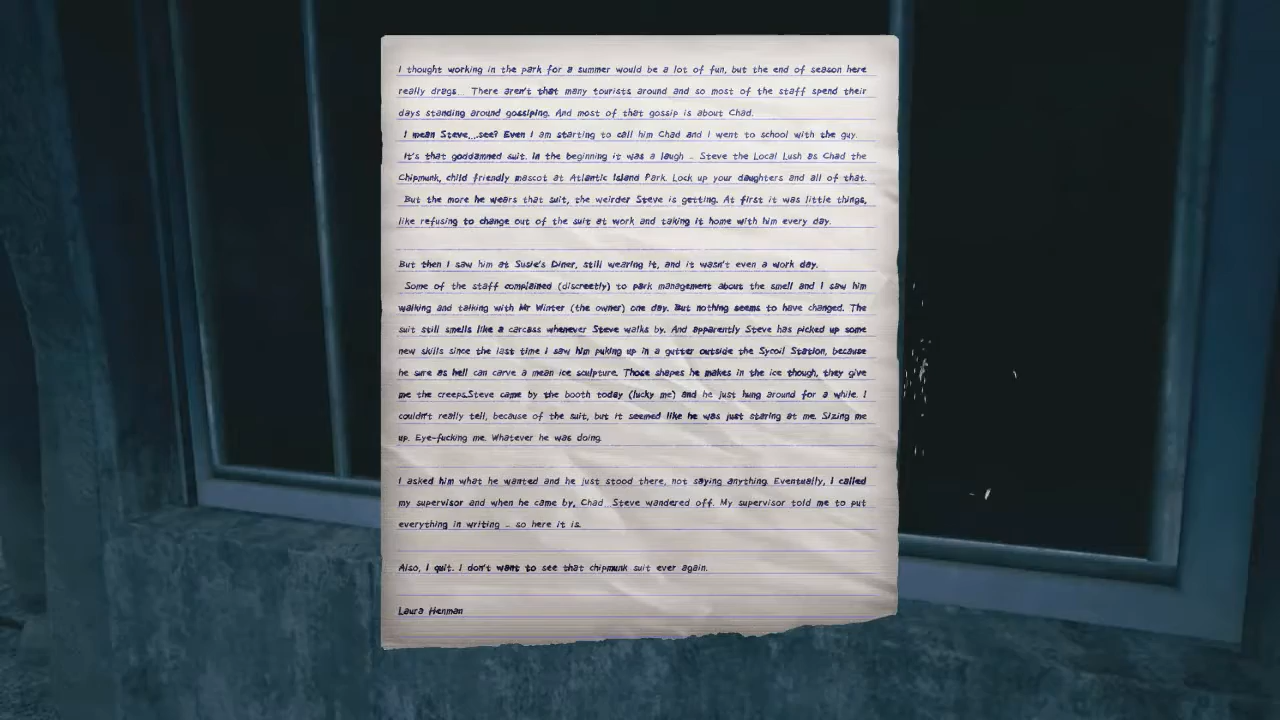 I thought working in the park for a summer would be a lot of fun, but the end of season here
really drags... There aren't that many tourists around and so most of the staff spend their
days standing around gossiping. And most of that gossip is about Chad.
I mean Steve...see? Even I am starting to call him Chad and I went to school with the guy.
It's that goddamned suit. In the beginning it was a laugh - Steve the Local Lush as Chad the
Chipmunk, child friendly mascot at Atlantic Island Park. Lock up your daughters and all of that.
But the more he wears that suit, the weirder Steve is getting. At first it was little things,
like refusing to change out of the suit at work and taking it home with him every day.
But then I saw him at Susie's Diner, still wearing it, and it wasn't even a work day.
Some of the staff complained (discreetly) to park management about the smell and I saw him
walking and talking with Mr Winter (the owner) one day. But nothing seems to have changed. The
suit still smells like a carcass whenever Steve walks by. And apparently Steve has picked up some
new skills since the last time I saw him puking up in a gutter outside the Sycoil Station, because
he sure as hell can carve a mean ice sculpture. Those shapes he makes in the ice though, they give
me the creeps.Steve came by the booth today (lucky me) and he just hung around for a while. I
couldn't really tell, because of the suit, but it seemed like he was just staring at me. Sizing me
up. Eye-fucking me. Whatever he was doing.
I asked him what he wanted and he just stood there, not saying anything. Eventually, I called
my supervisor and when he came by, Chad...Steve wandered off. My supervisor told me to put
everything in writing - so here it is.
Also, I quit. I don't want to see that chipmunk suit ever again.
Laura Henman